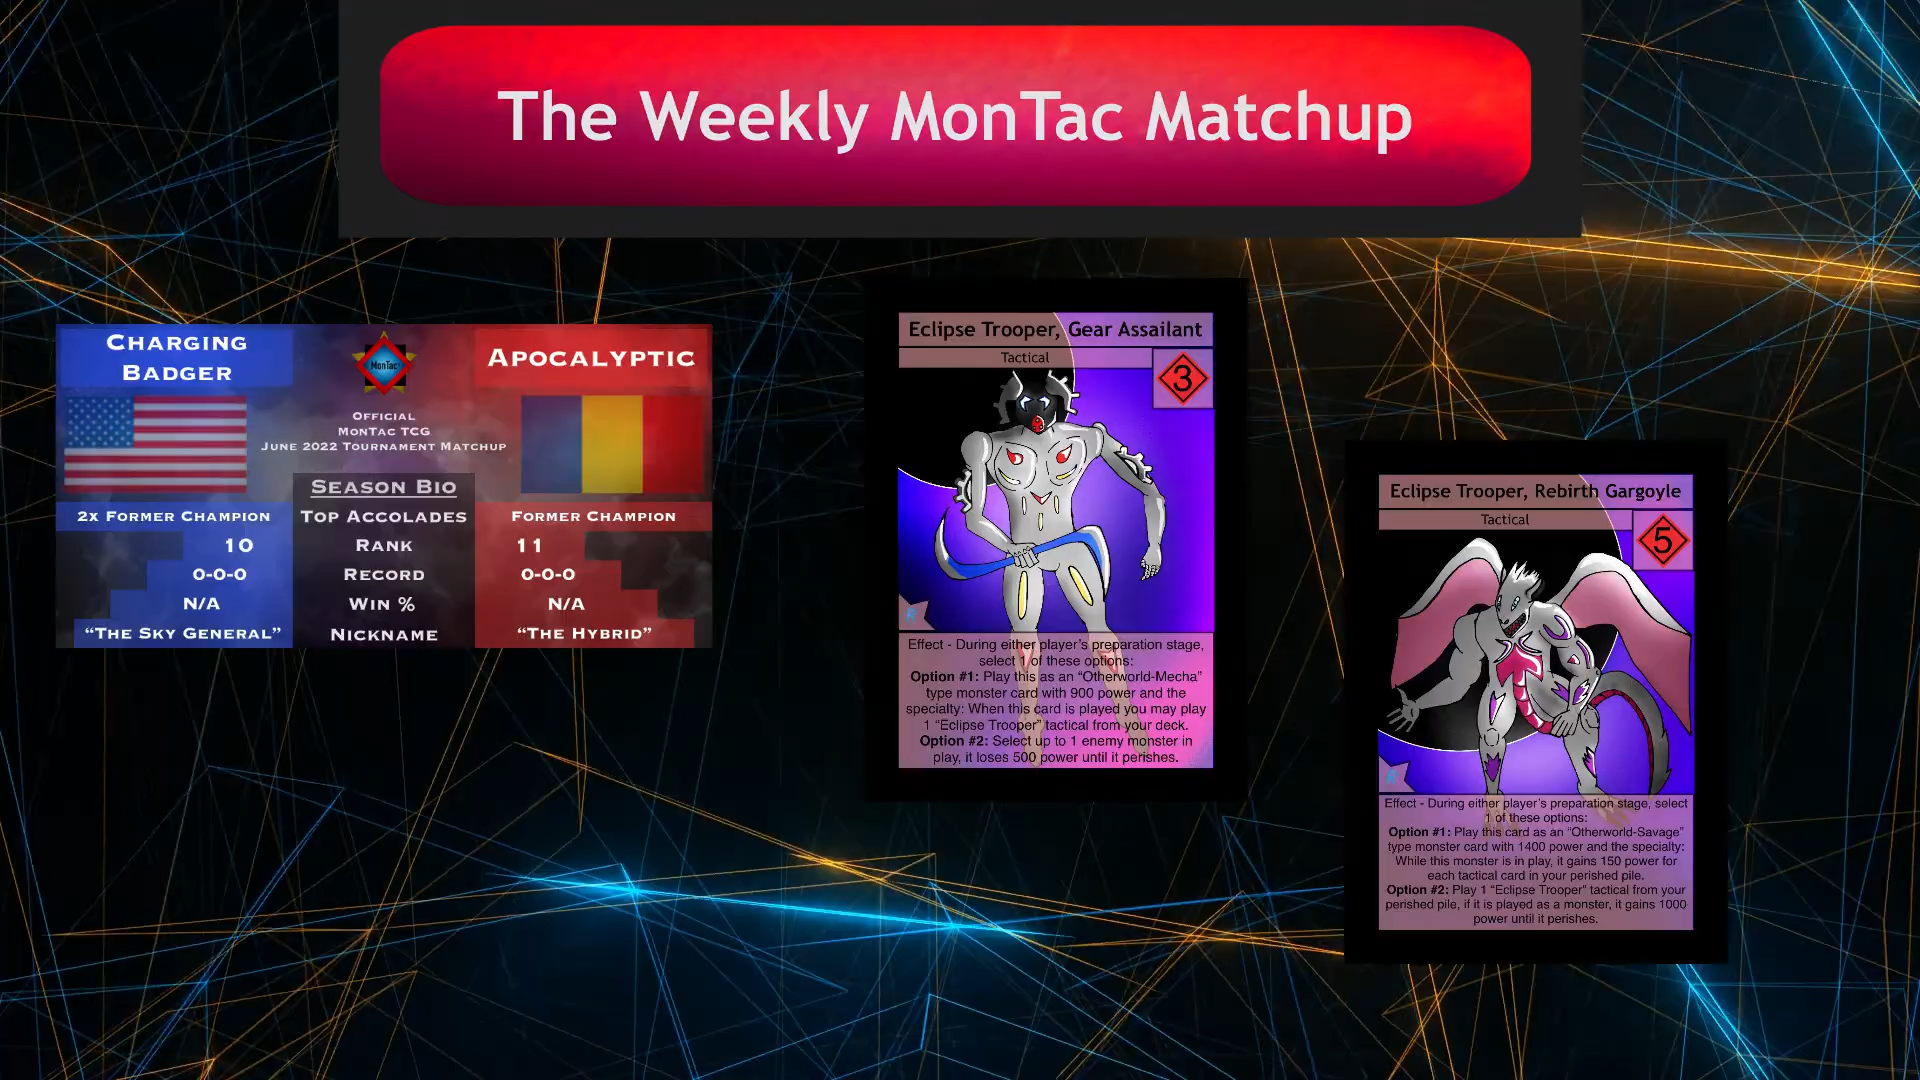 The Weekly MonTac Matchup
CHARGING
BADGER
MonTac
APOCALYPTIC
OFFICIAL
MONTAC TCG
JUNE 2022 TOURNAMENT MATCHUP
SEASON BIO
2X FORMER CHAMPION TOP ACCOLADES FORMER CHAMPION
10 RANK 11
0-0-0 RECORD 0-0-0
N/A WIN % N/A
“THE SKY GENERAL” NICKNAME “THE HYBRID”
Eclipse Trooper, Gear Assailant
Tactical
3
R
Effect - During either player’s preparation stage,
select 1 of these options:
Option #1: Play this as an “Otherworld-Mecha”
type monster card with 900 power and the
specialty: When this card is played you may play
1 “Eclipse Trooper” tactical from your deck.
Option #2: Select up to 1 enemy monster in
play, it loses 500 power until it perishes.
Eclipse Trooper, Rebirth Gargoyle
Tactical
5
R
Effect - During either player’s preparation stage, select
1 of these options:
Option #1: Play this card as an “Otherworld-Savage”
type monster card with 1400 power and the specialty:
While this monster is in play, it gains 150 power for
each tactical card in your perished pile.
Option #2: Play 1 “Eclipse Trooper” tactical from your
perished pile, if it is played as a monster, it gains 1000
power until it perishes.